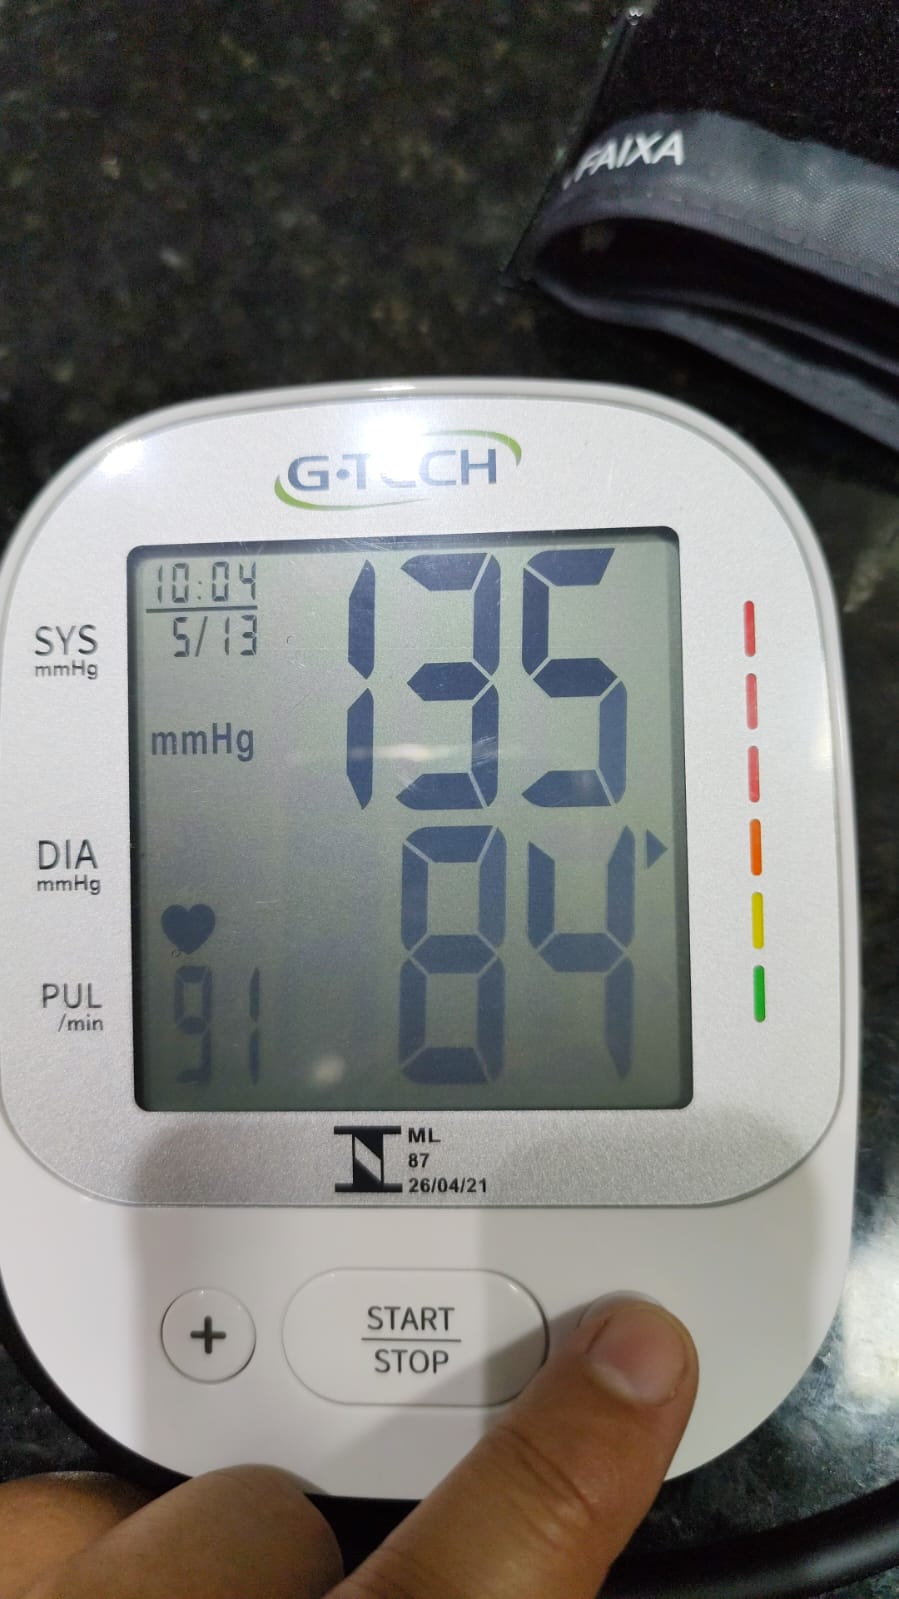 FAIXA
G·TECH
10:04
5/13
SYS
mmHg
135
mmHg
DIA
mmHg
84
PUL
/min
91
ML
87
26/04/21
+
START
STOP